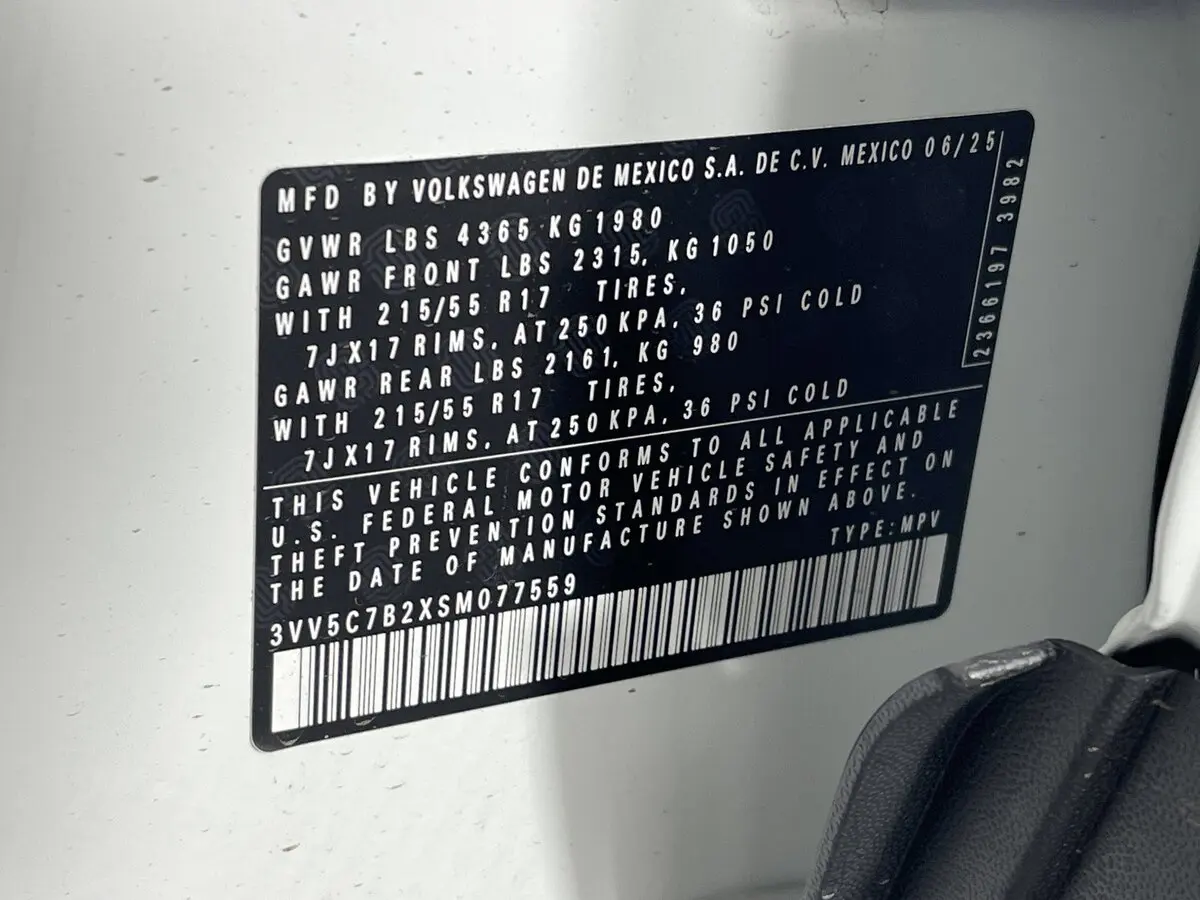 MFD BY VOLKSWAGEN DE MEXICO S.A. DE C.V. MEXICO 06/25
GVWR LBS 4365 KG 1980
GAWR FRONT LBS 2315, KG 1050
WITH 215/55 R17 TIRES,
7J X17 RIMS, AT 250 KPA, 36 PSI COLD
GAWR REAR LBS 2161, KG 980
WITH 215/55 R17 TIRES,
7J X17 RIMS, AT 250 KPA, 36 PSI COLD
2366197 3982
THIS VEHICLE CONFORMS TO ALL APPLICABLE
U.S. FEDERAL MOTOR VEHICLE SAFETY AND
THEFT PREVENTION STANDARDS IN EFFECT ON
THE DATE OF MANUFACTURE SHOWN ABOVE.
3VV5C7B2XSM077559 TYPE: MPV